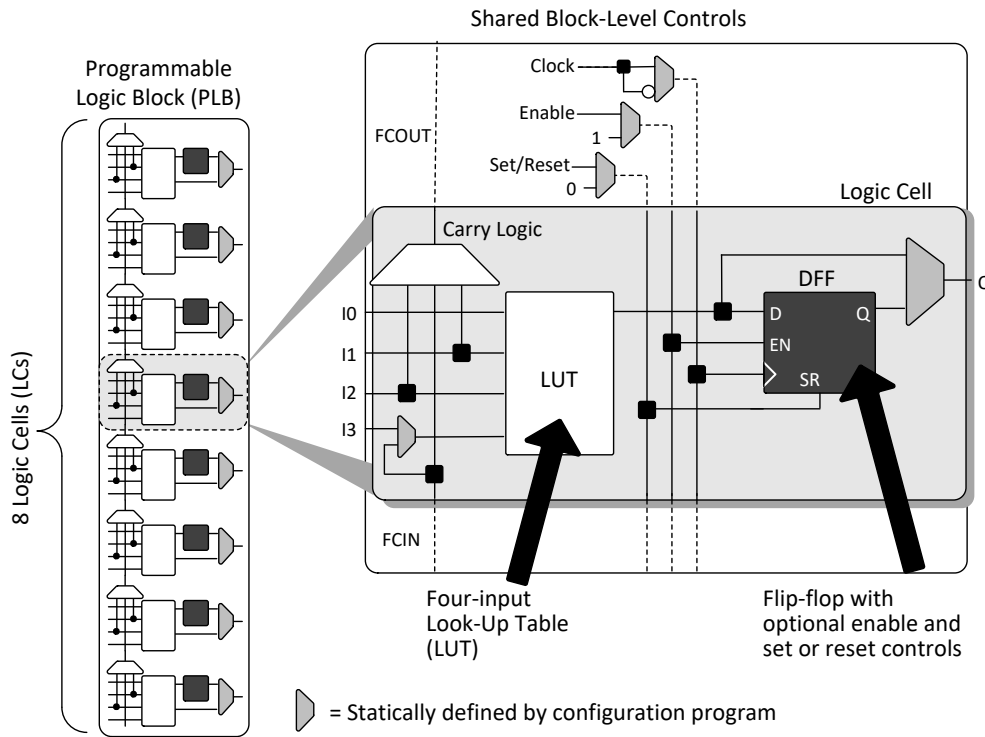 Shared Block-Level Controls
Programmable
Logic Block (PLB)
8 Logic Cells (LCs)
Clock
Enable
1
FCOUT
Set/Reset
0
Logic Cell
Carry Logic
I0
I1
I2
I3
LUT
DFF
D
Q
EN
SR
O
FCIN
Four-input
Look-Up Table
(LUT)
Flip-flop with
optional enable and
set or reset controls
= Statically defined by configuration program